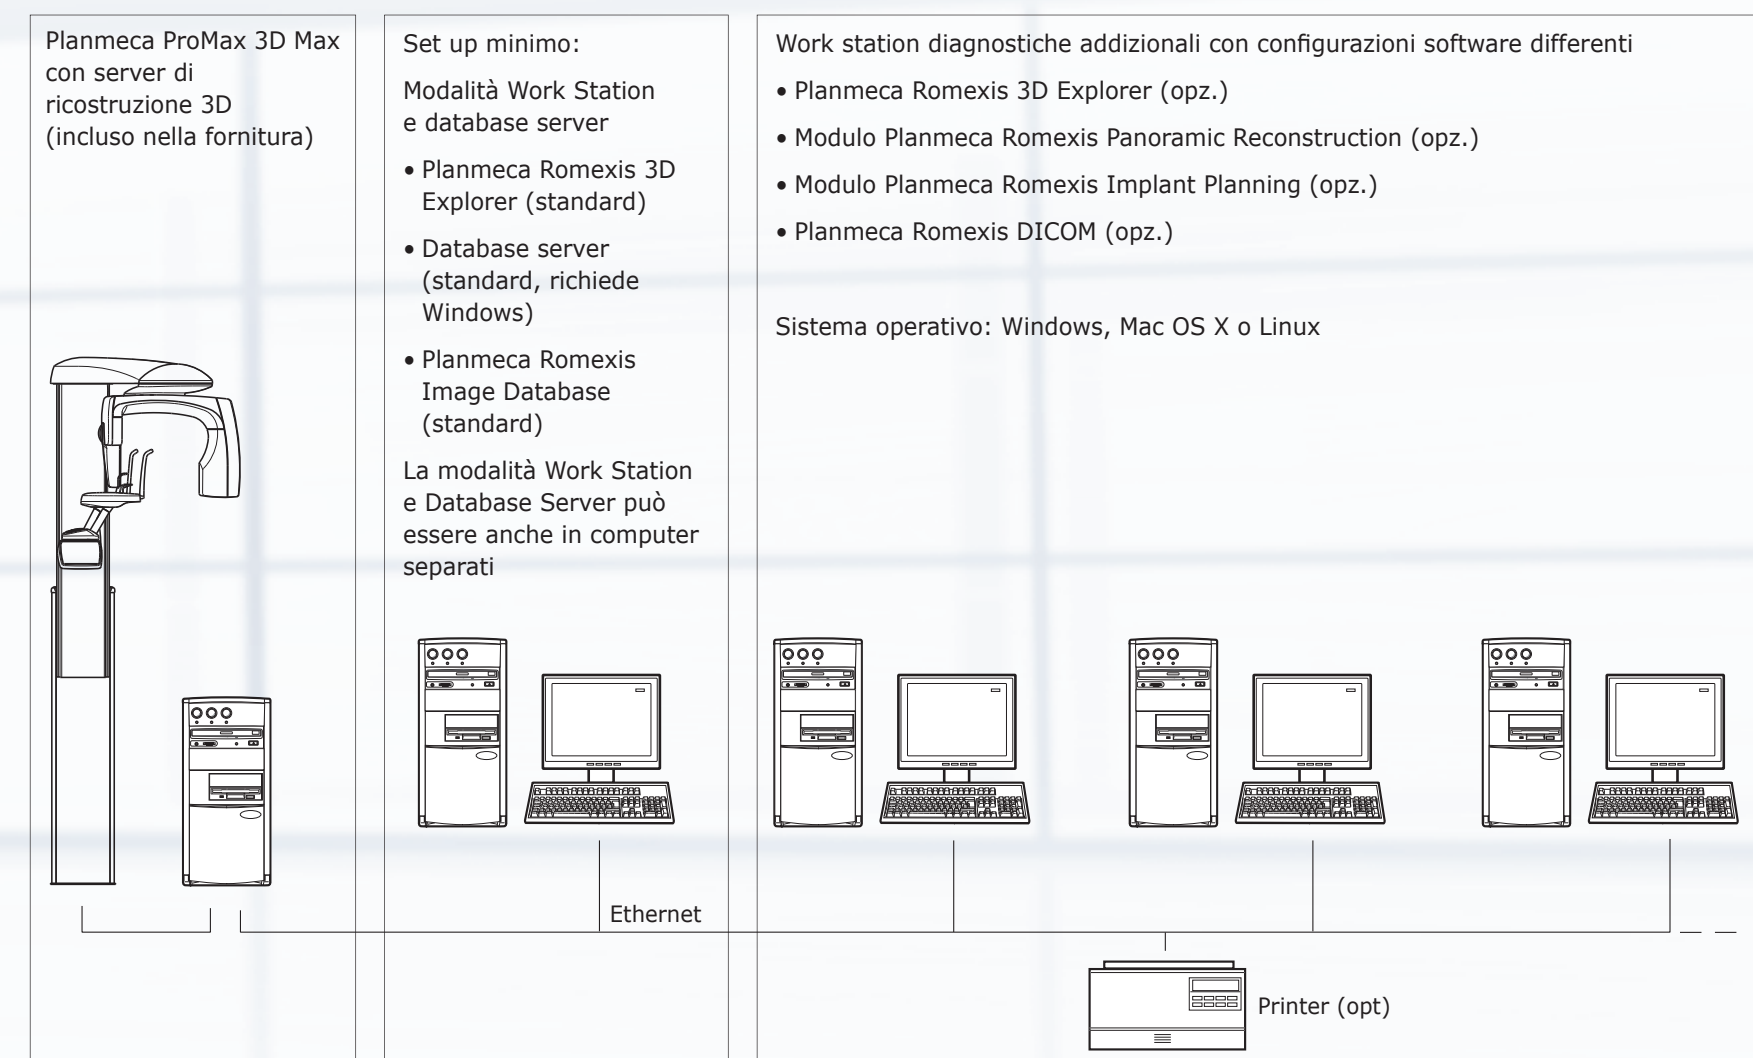 Planmeca ProMax 3D Max
con server di
ricostruzione 3D
(incluso nella fornitura)
Set up minimo:
Modalità Work Station
e database server
• Planmeca Romexis 3D
Explorer (standard)
• Database server
(standard, richiede
Windows)
• Planmeca Romexis
Image Database
(standard)
La modalità Work Station
e Database Server può
essere anche in computer
separati
Work station diagnostiche addizionali con configurazioni software differenti
• Planmeca Romexis 3D Explorer (opz.)
• Modulo Planmeca Romexis Panoramic Reconstruction (opz.)
• Modulo Planmeca Romexis Implant Planning (opz.)
• Planmeca Romexis DICOM (opz.)
Sistema operativo: Windows, Mac OS X o Linux
Ethernet
Printer (opt)